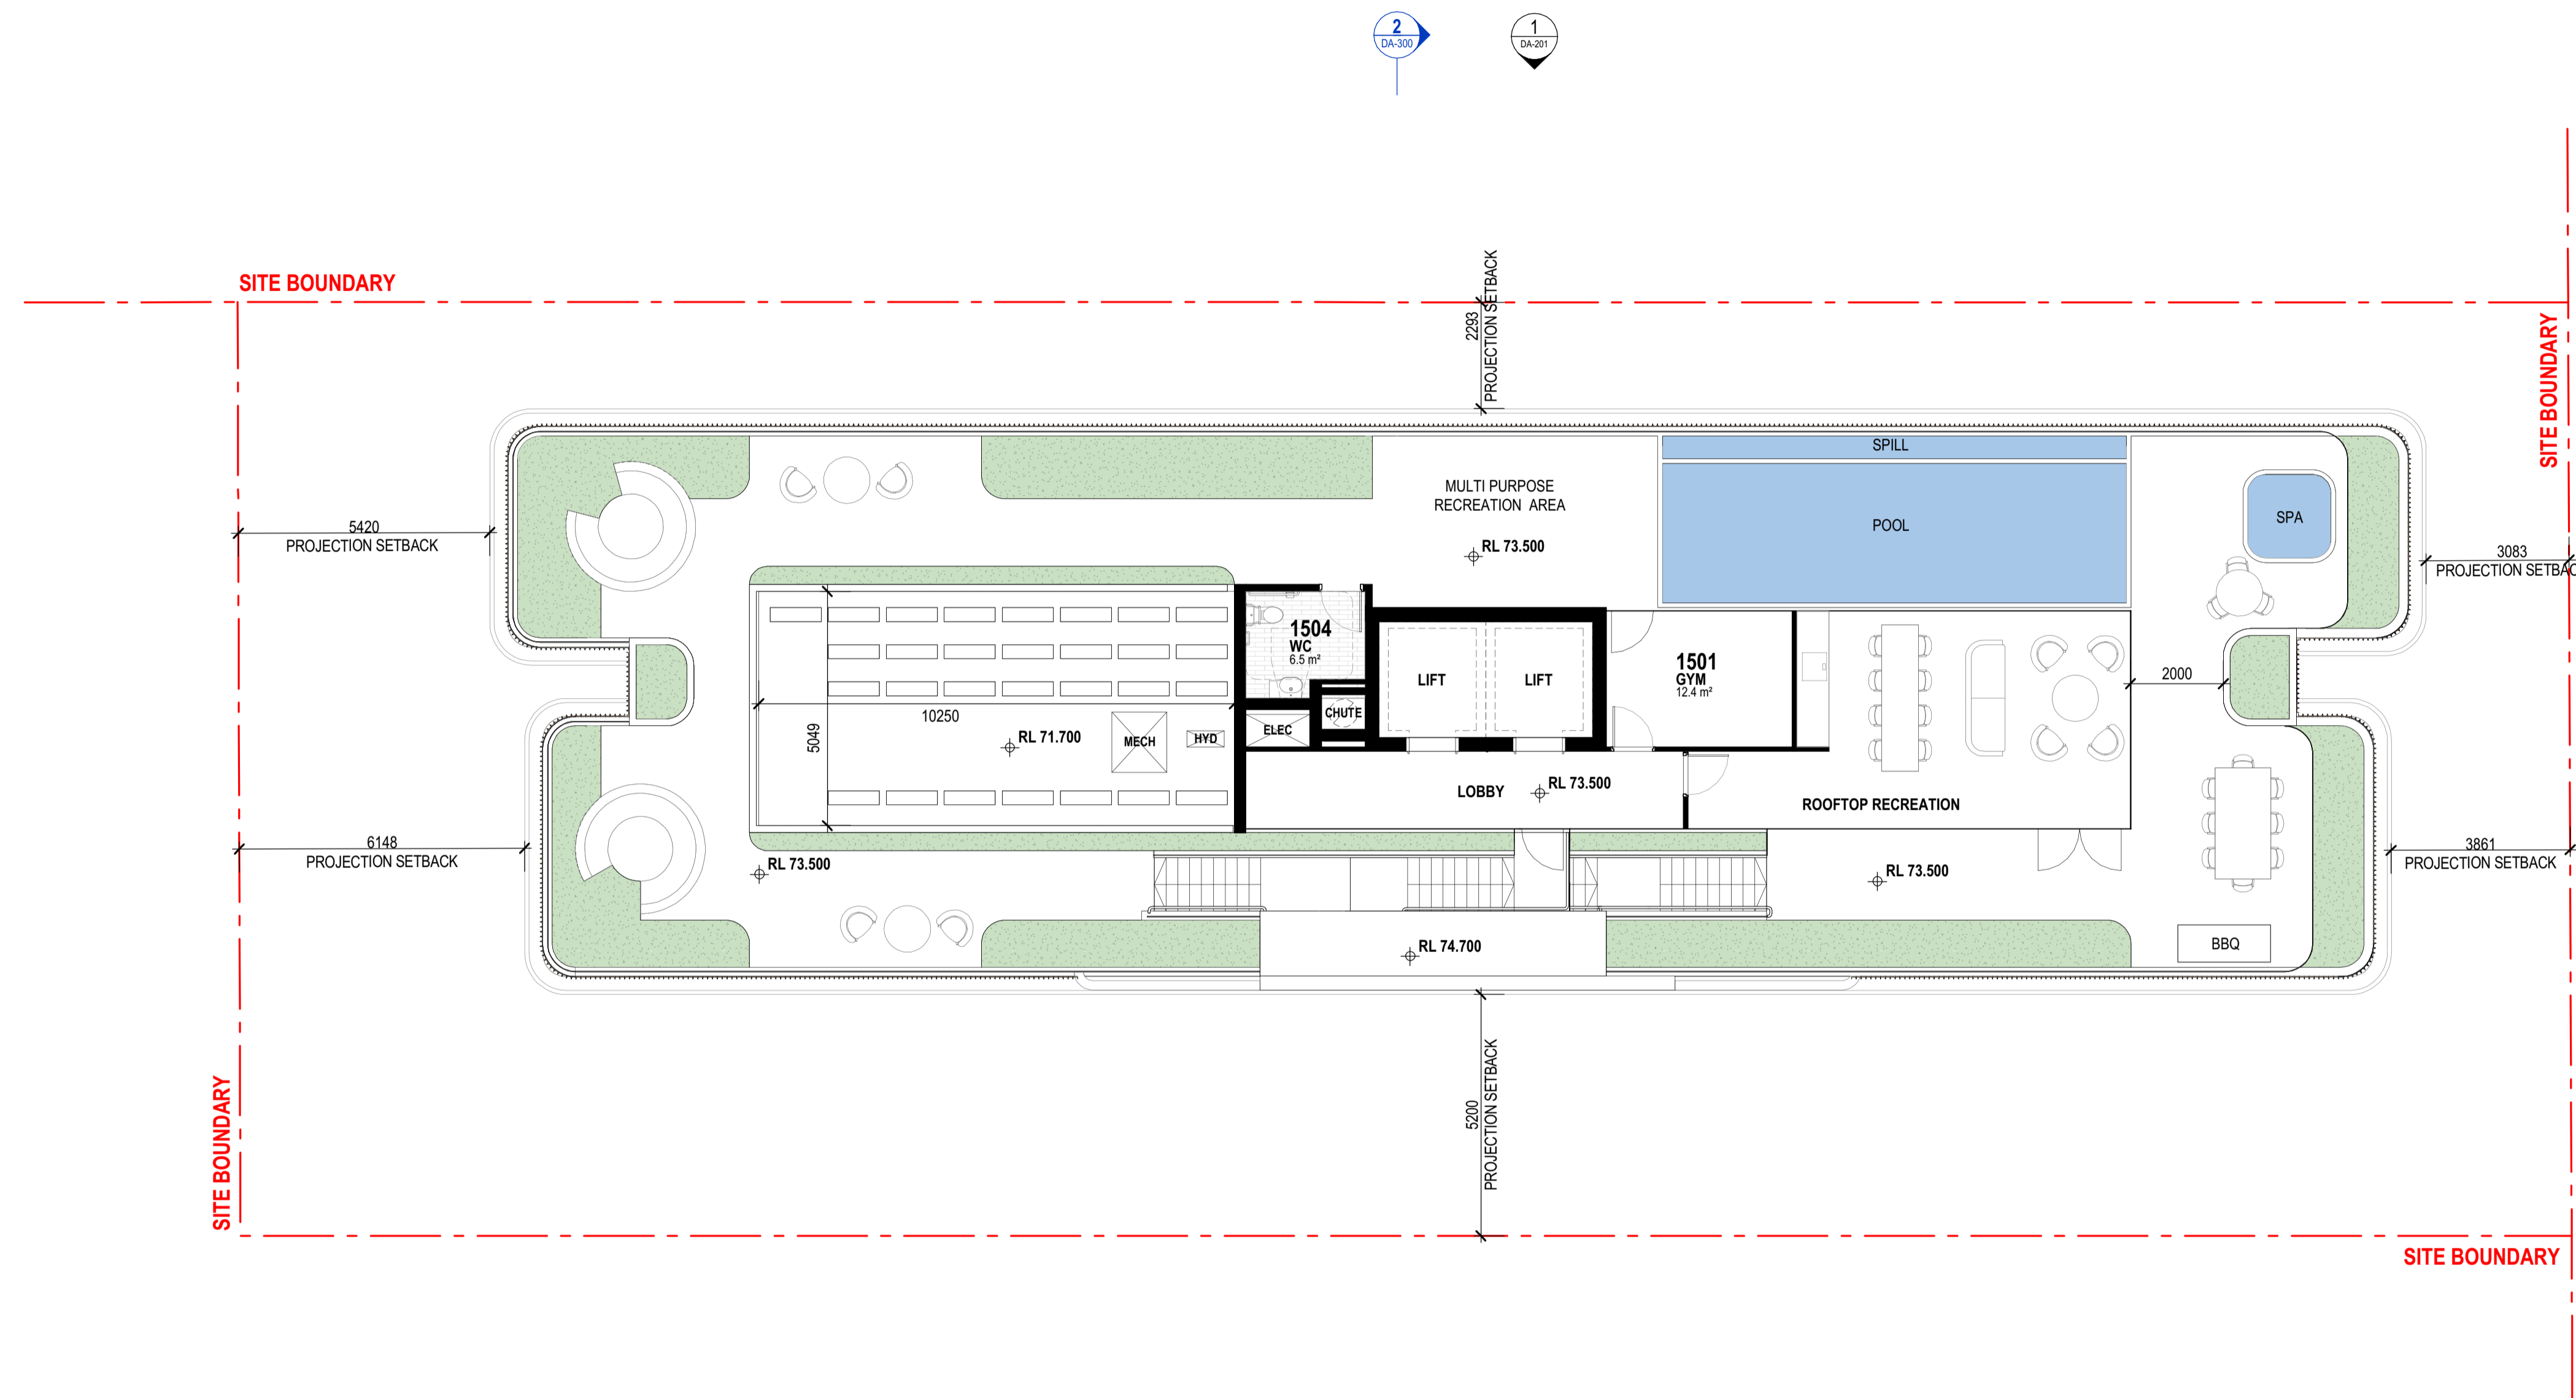 2
DA-300
1
DA-201
SITE BOUNDARY
2293
PROJECTION SETBACK
SITE BOUNDARY
SPILL
MULTI PURPOSE
RECREATION AREA
POOL
SPA
5420
PROJECTION SETBACK
RL 73.500
3083
PROJECTION SETBAC
1504
WC
6.5 m²
LIFT
LIFT
1501
GYM
12.4 m²
2000
CHUTE
10250
5049
RL 71.700
MECH
HYD
ELEC
LOBBY
RL 73.500
ROOFTOP RECREATION
6148
PROJECTION SETBACK
RL 73.500
RL 73.500
3861
PROJECTION SETBACK
RL 74.700
BBQ
5200
PROJECTION SETBACK
SITE BOUNDARY
SITE BOUNDARY